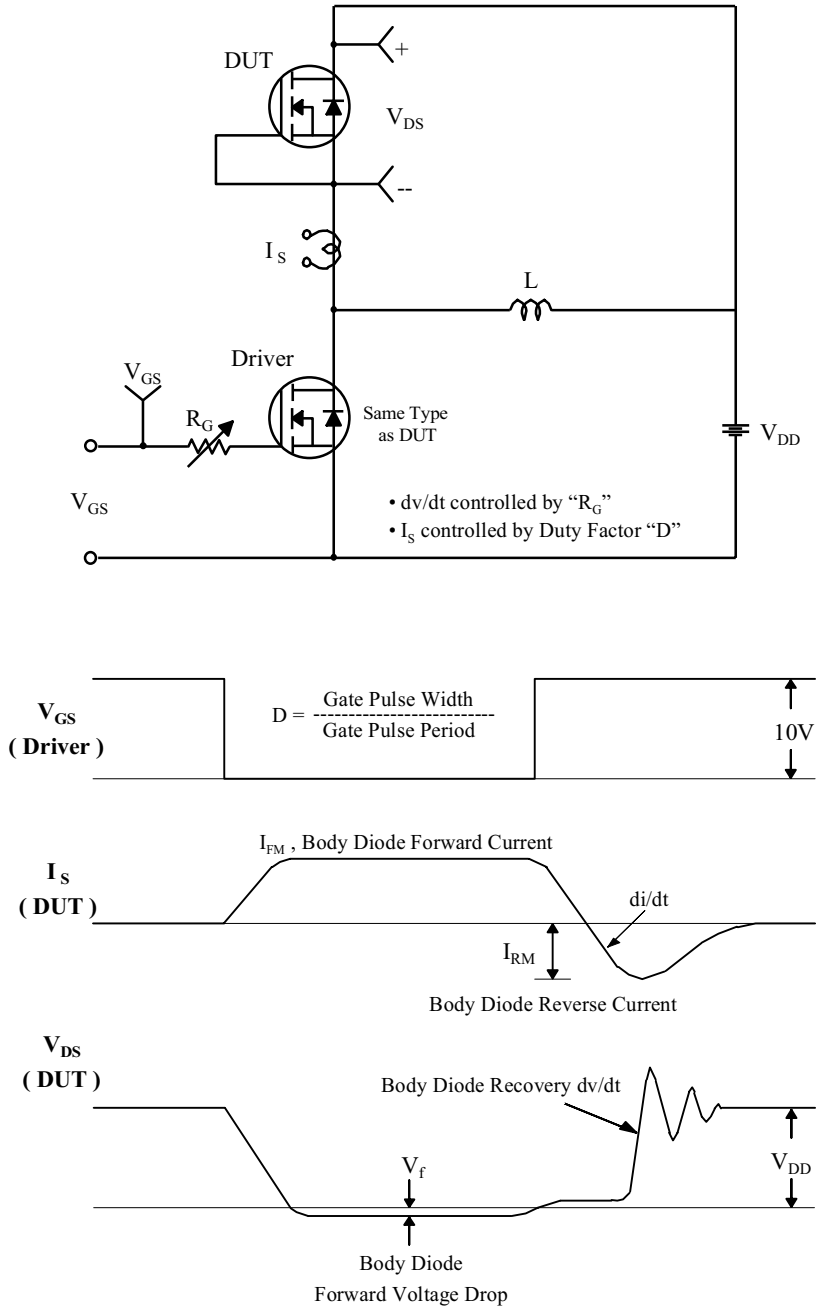 DUT
+
V_DS
--
I_S
L
Driver
V_GS
R_G
Same Type
as DUT
V_DD
V_GS
• dv/dt controlled by “R_G”
• I_S controlled by Duty Factor “D”
V_GS
( Driver )
D = Gate Pulse Width
--------------------------
Gate Pulse Period
10V
I_FM , Body Diode Forward Current
I_S
( DUT )
di/dt
I_RM
Body Diode Reverse Current
V_DS
( DUT )
Body Diode Recovery dv/dt
V_f
V_DD
Body Diode
Forward Voltage Drop